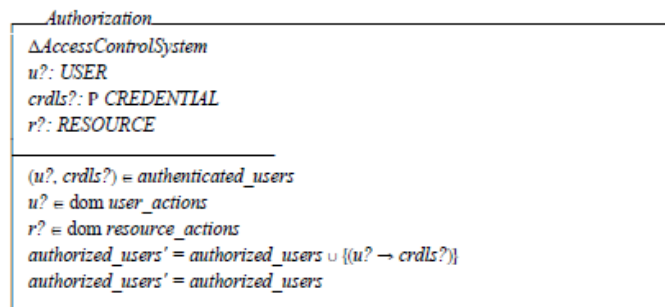 Authorization
ΔAccessControlSystem
u?: USER
crdls?: ℙ CREDENTIAL
r?: RESOURCE
(u?, crdls?) ∈ authenticated_users
u? ∈ dom user_actions
r? ∈ dom resource_actions
authorized_users' = authorized_users ∪ {(u? → crdls?)}
authorized_users' = authorized_users